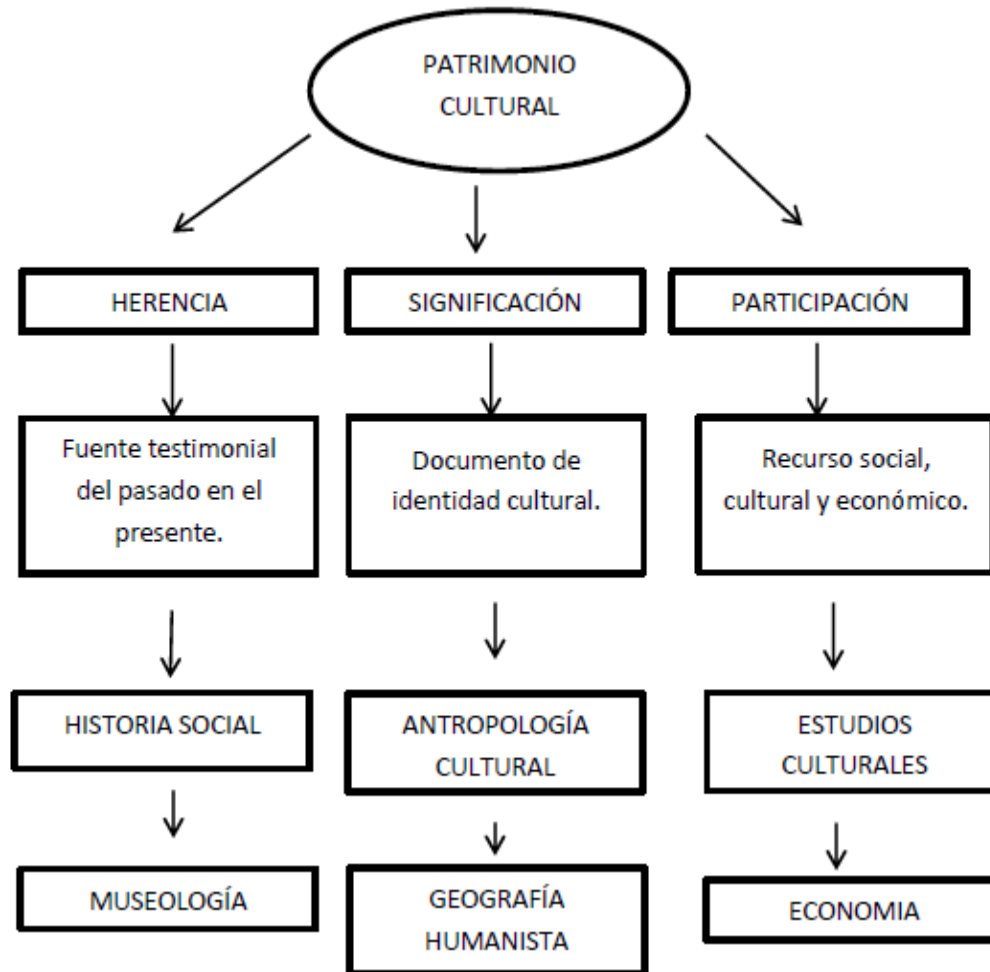 PATRIMONIO
CULTURAL
HERENCIA
SIGNIFICACIÓN
PARTICIPACIÓN
Fuente testimonial
del pasado en el
presente.
Documento de
identidad cultural.
Recurso social,
cultural y económico.
HISTORIA SOCIAL
ANTROPOLOGÍA
CULTURAL
ESTUDIOS
CULTURALES
MUSEOLOGÍA
GEOGRAFÍA
HUMANISTA
ECONOMIA